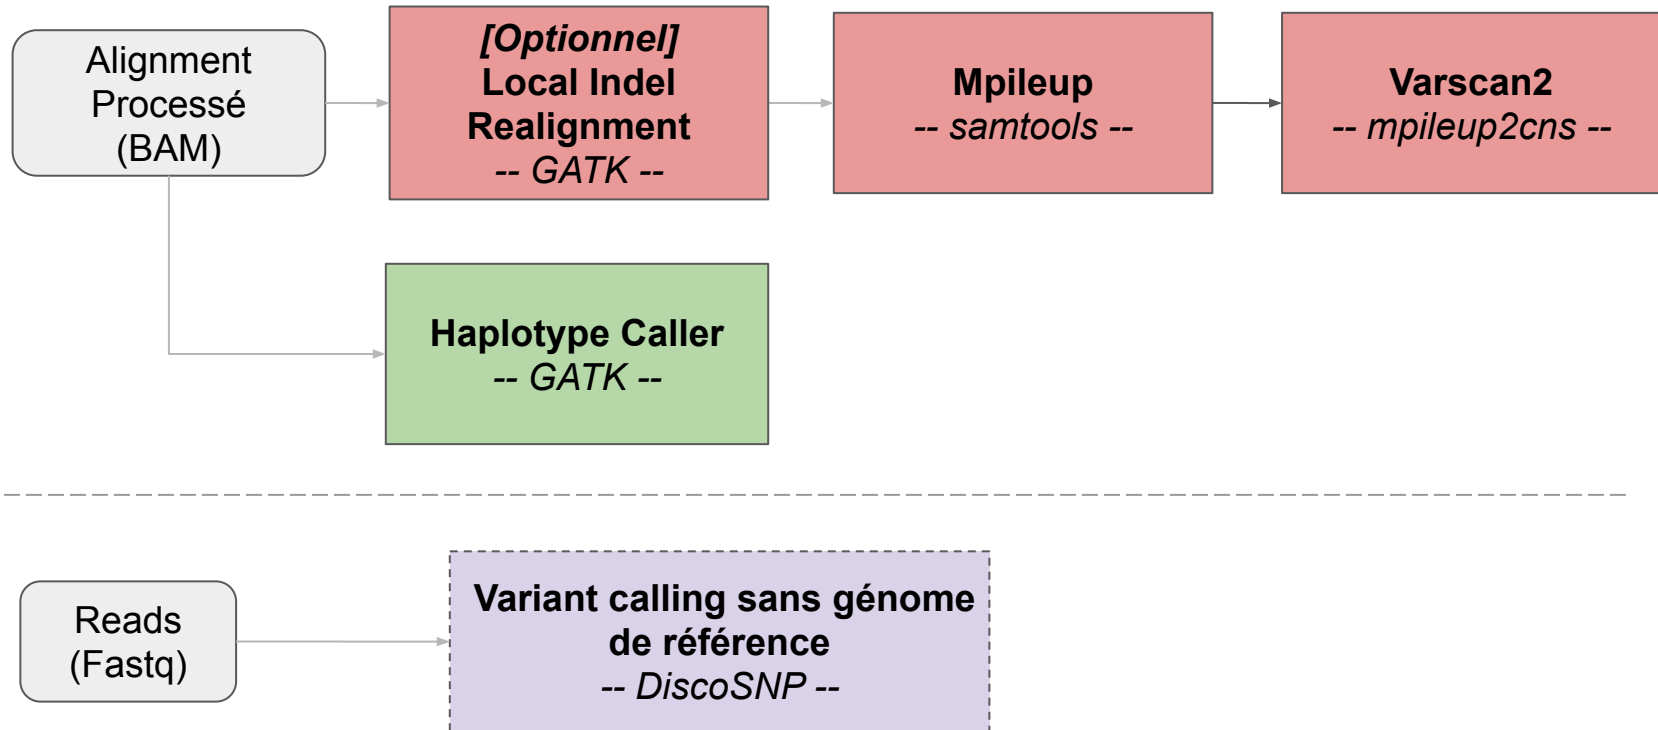 Alignment
Processé
(BAM)
[Optionnel]
Local Indel
Realignment
-- GATK --
Mpileup
-- samtools --
Varscan2
-- mpileup2cns --
Haplotype Caller
-- GATK --
Reads
(Fastq)
Variant calling sans génome
de référence
-- DiscoSNP --